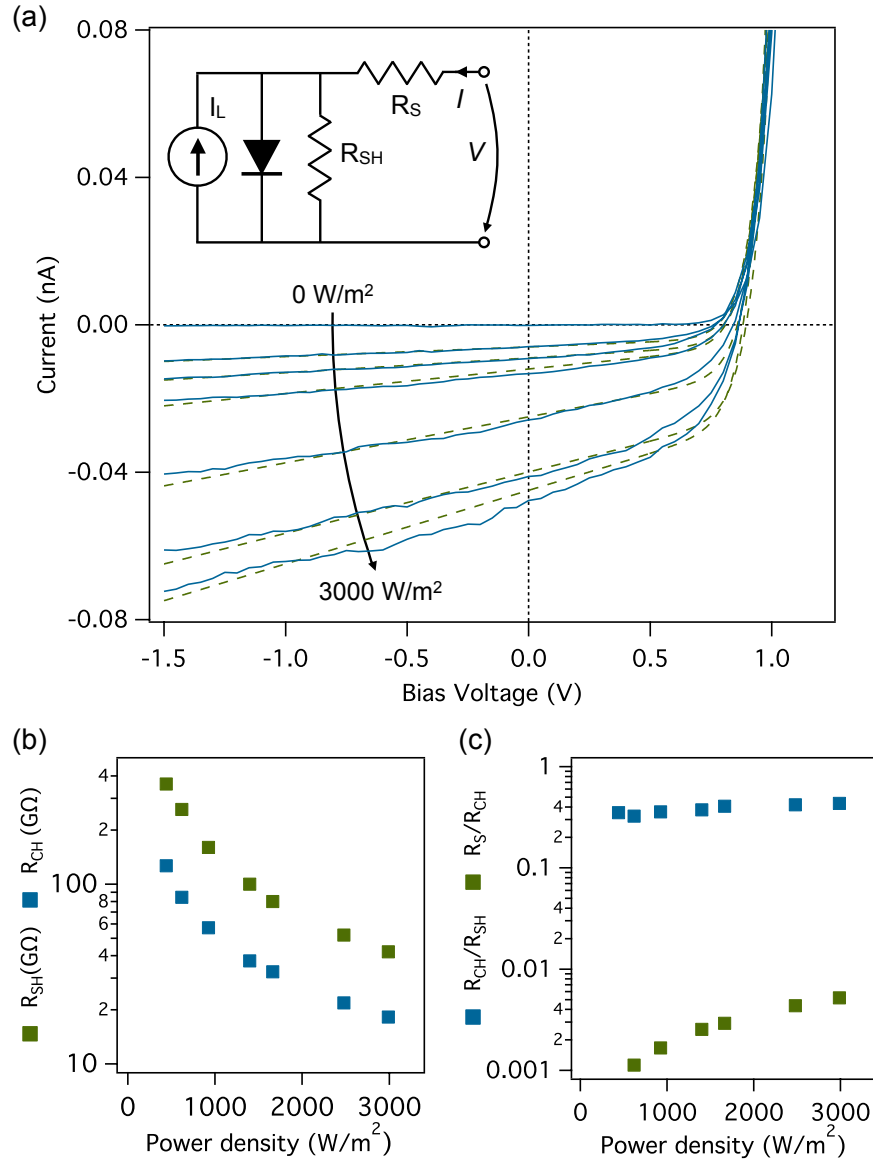 (a)
0.08
0.04
0.00
-0.04
-0.08
Current (nA)
I_L
R_SH
R_S
I
V
0 W/m²
3000 W/m²
-1.5 -1.0 -0.5 0.0 0.5 1.0
Bias Voltage (V)
(b)
R_SH(GΩ) R_CH (GΩ)
4
2
100
8
6
4
2
10
0 1000 2000 3000
Power density (W/m²)
(c)
R_CH/R_SH R_S/R_CH
1
4
2
0.1
4
2
0.01
4
2
0.001
0 1000 2000 3000
Power density (W/m²)